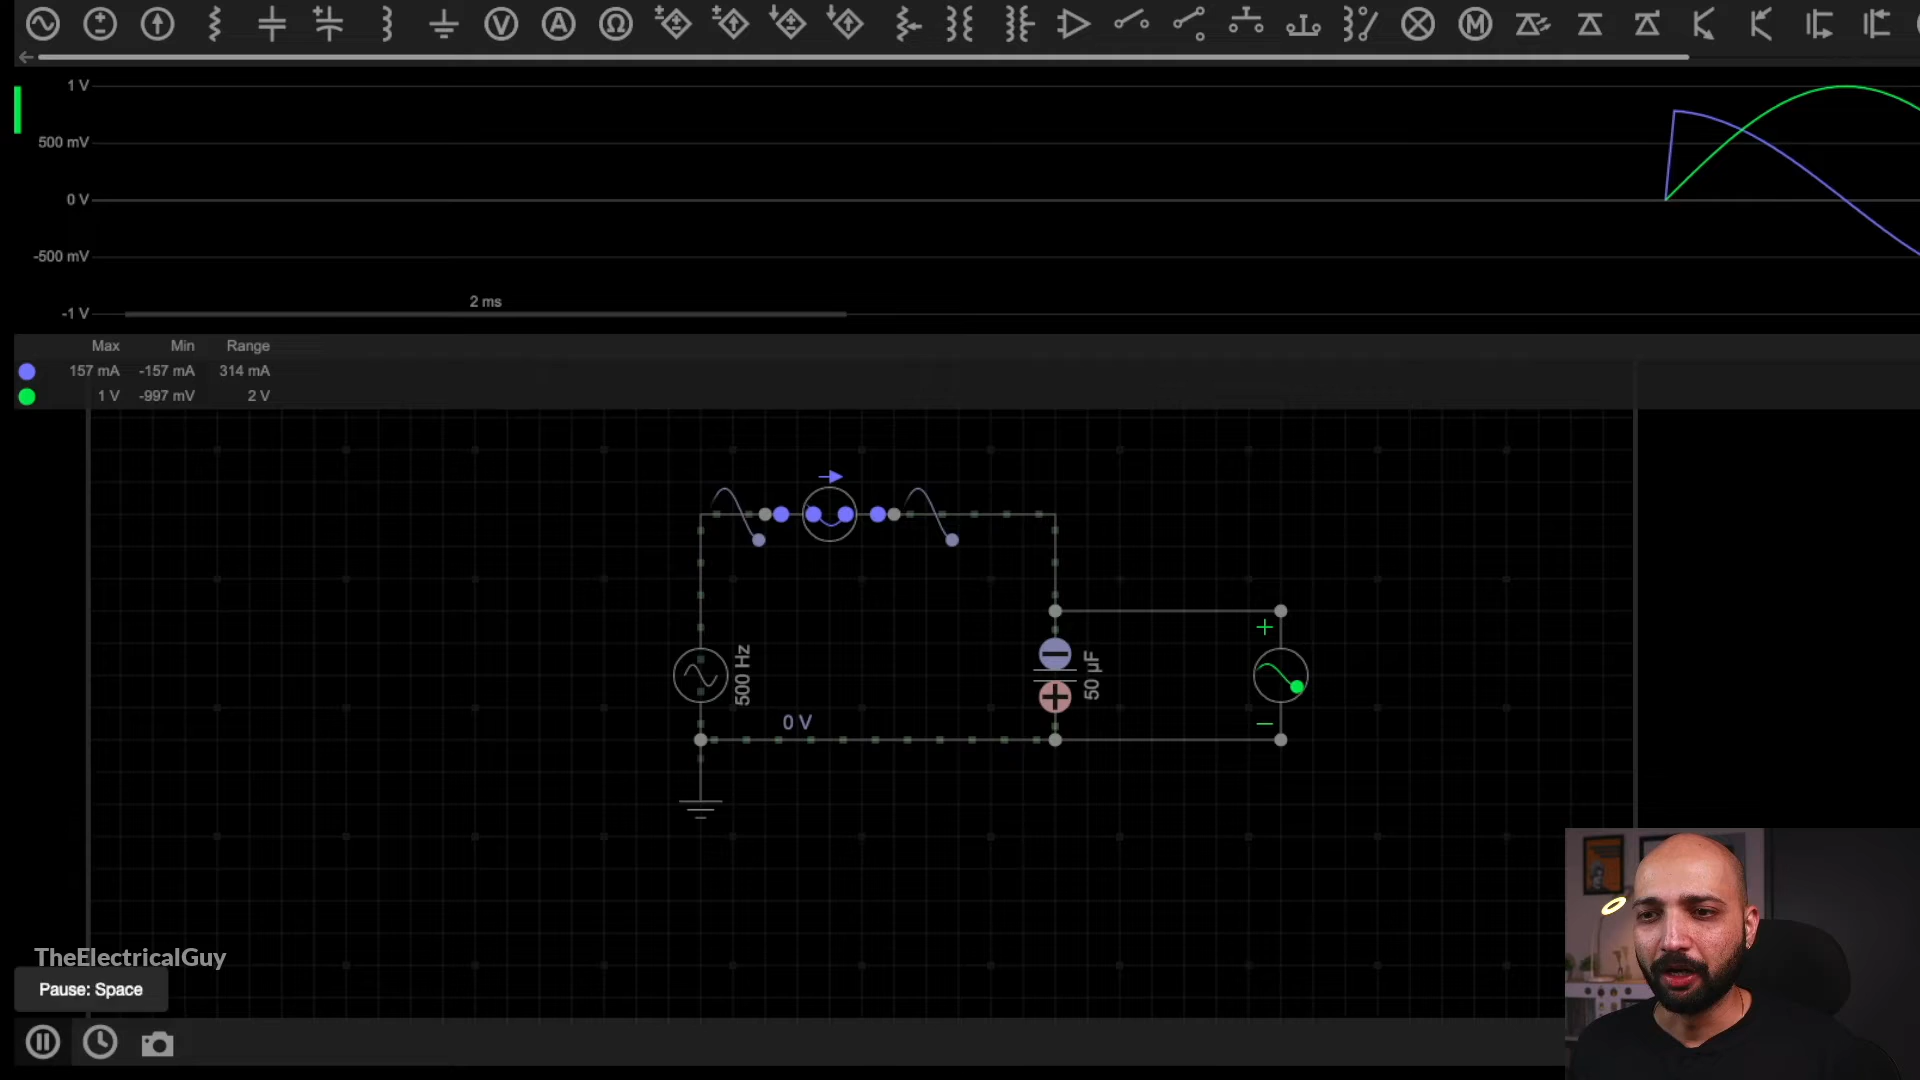 1 V
500 mV
0 V
-500 mV
2 ms
-1 V
Max Min Range
157 mA -157 mA 314 mA
1 V -997 mV 2 V
500 Hz
50 µF
0 V
TheElectricalGuy
Pause: Space